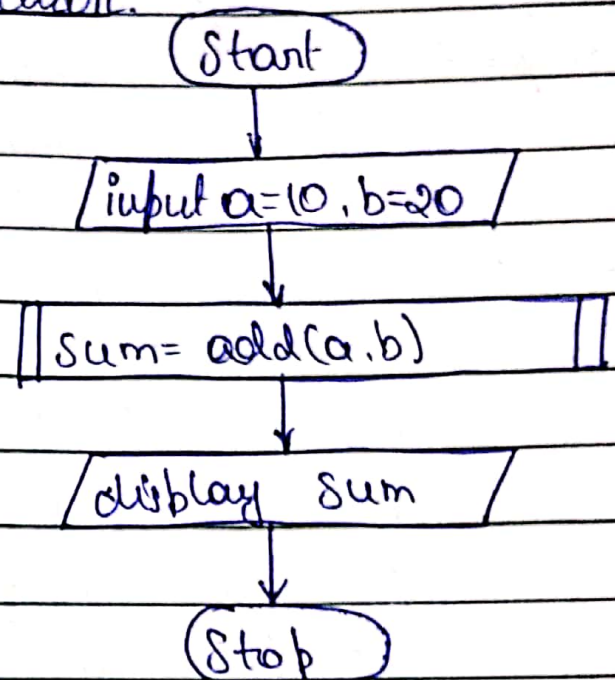 Start
input a=10, b=20
sum= add(a,b)
display sum
Stop